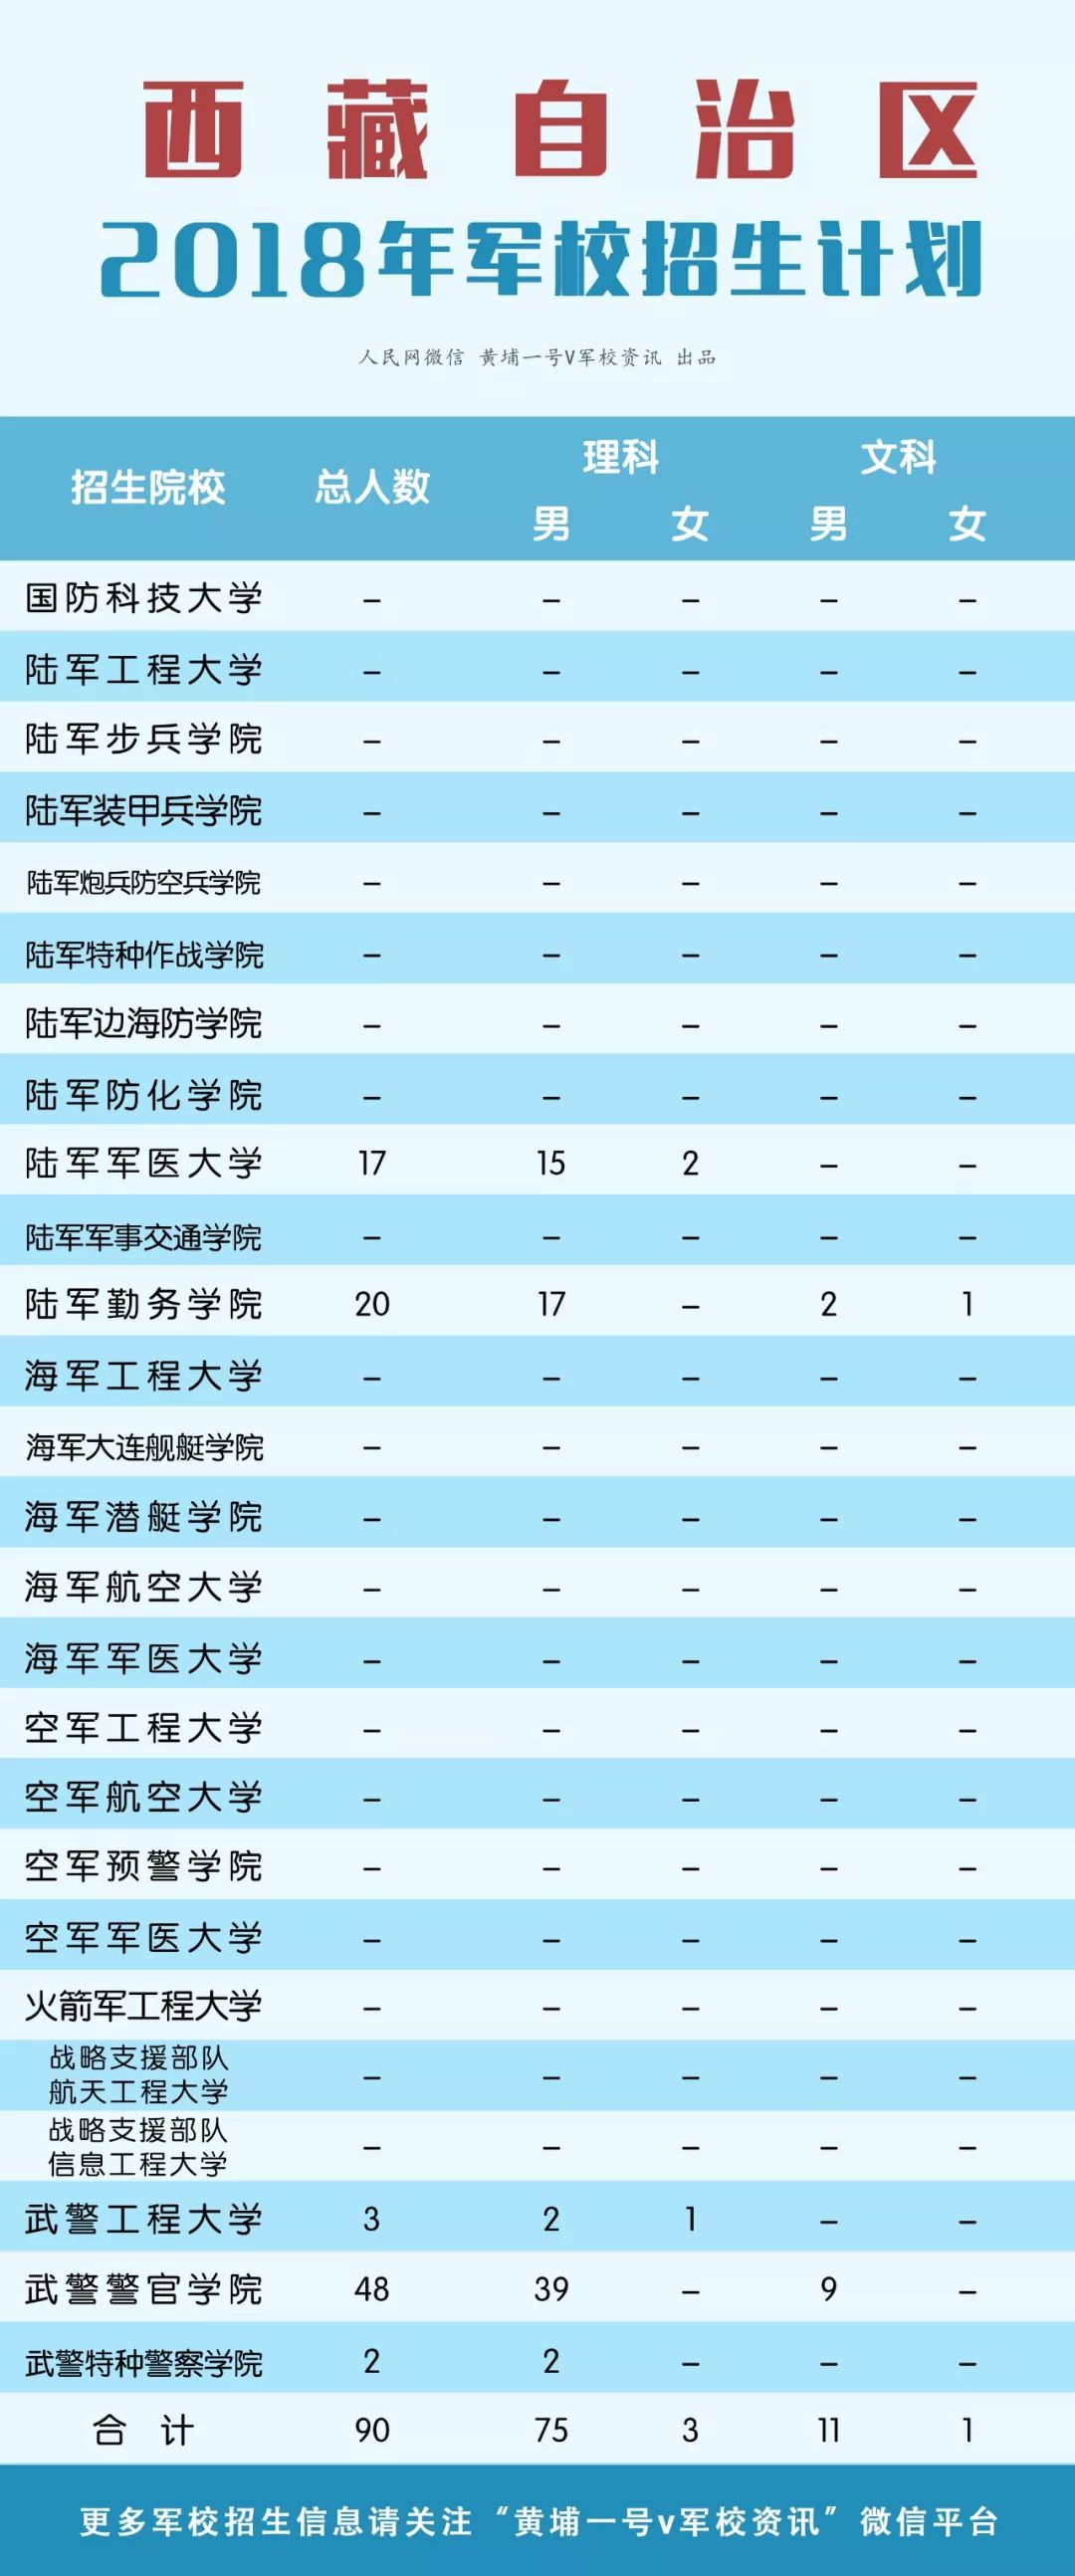 西藏自治区
2018年军校招生计划
人民网微信 黄埔一号V军校资讯 出品
招生院校 总人数 理科 文科
男 女 男 女
国防科技大学 – – – – –
陆军工程大学 – – – – –
陆军步兵学院 – – – – –
陆军装甲兵学院 – – – – –
陆军炮兵防空兵学院 – – – – –
陆军特种作战学院 – – – – –
陆军边海防学院 – – – – –
陆军防化学院 – – – – –
陆军军医大学 17 15 2 – –
陆军军事交通学院 – – – – –
陆军勤务学院 20 17 – 2 1
海军工程大学 – – – – –
海军大连舰艇学院 – – – – –
海军潜艇学院 – – – – –
海军航空大学 – – – – –
海军军医大学 – – – – –
空军工程大学 – – – – –
空军航空大学 – – – – –
空军预警学院 – – – – –
空军军医大学 – – – – –
火箭军工程大学 – – – – –
战略支援部队
航天工程大学 – – – – –
战略支援部队
信息工程大学 – – – – –
武警工程大学 3 2 1 – –
武警警官学院 48 39 – 9 –
武警特种警察学院 2 2 – – –
合计 90 75 3 11 1
更多军校招生信息请关注“黄埔一号v军校资讯”微信平台